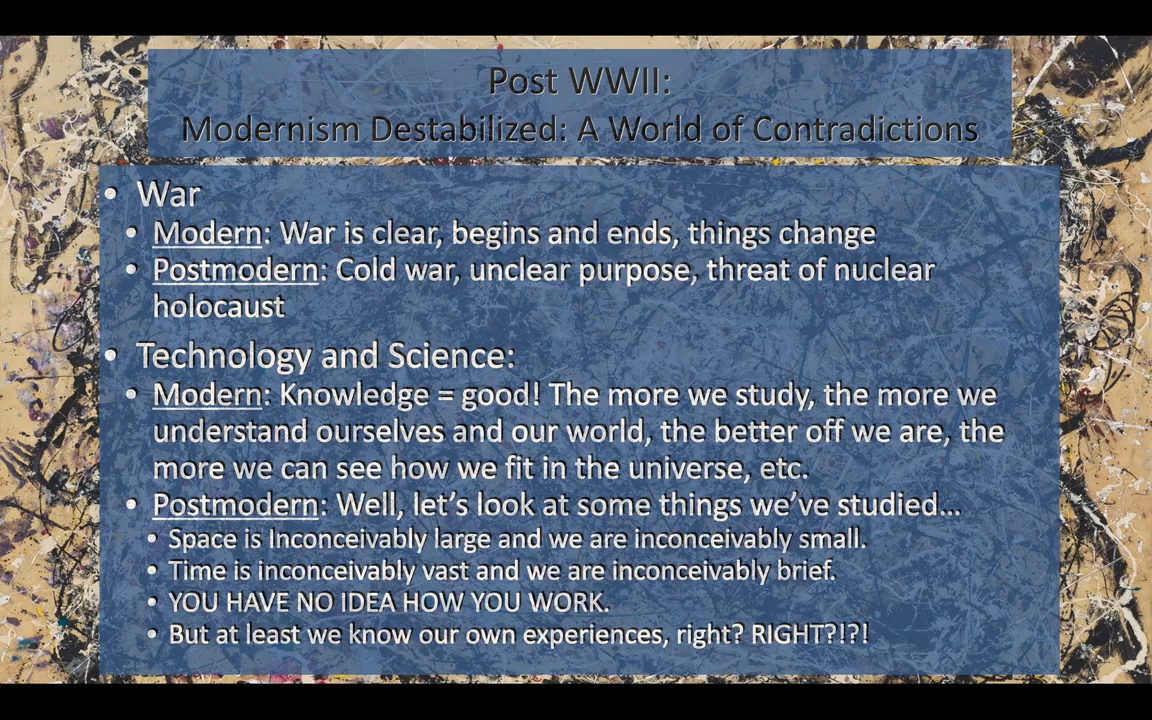 Post WWII:
Modernism Destabilized: A World of Contradictions
• War
• Modern: War is clear, begins and ends, things change
• Postmodern: Cold war, unclear purpose, threat of nuclear
holocaust
• Technology and Science:
• Modern: Knowledge = good! The more we study, the more we
understand ourselves and our world, the better off we are, the
more we can see how we fit in the universe, etc.
• Postmodern: Well, let’s look at some things we’ve studied…
• Space is Inconceivably large and we are inconceivably small.
• Time is inconceivably vast and we are inconceivably brief.
• YOU HAVE NO IDEA HOW YOU WORK.
• But at least we know our own experiences, right? RIGHT?!?!